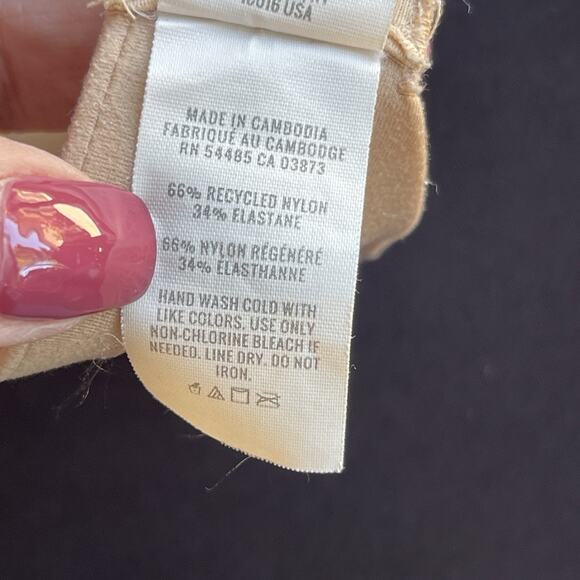 10016 USA
MADE IN CAMBODIA
FABRIQUÉ AU CAMBODGE
RN 54485 CA 03873
66% RECYCLED NYLON
34% ELASTANE
66% NYLON RÉGÉNÉRÉ
34% ÉLASTHANNE
HAND WASH COLD WITH
LIKE COLORS. USE ONLY
NON-CHLORINE BLEACH IF
NEEDED. LINE DRY. DO NOT
IRON.